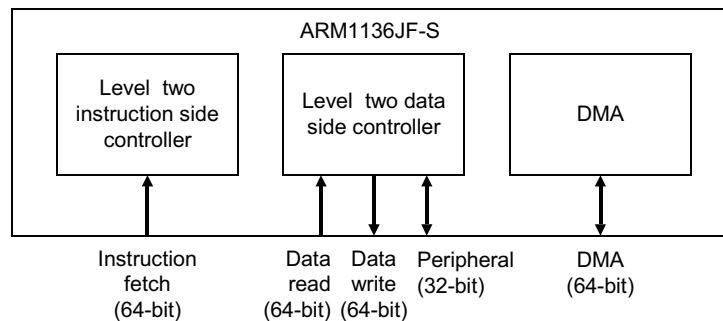 ARM1136JF-S
Level two
instruction side
controller
Level two data
side controller
DMA
Instruction
fetch
(64-bit)
Data
read
(64-bit)
Data
write
(64-bit)
Peripheral
(32-bit)
DMA
(64-bit)